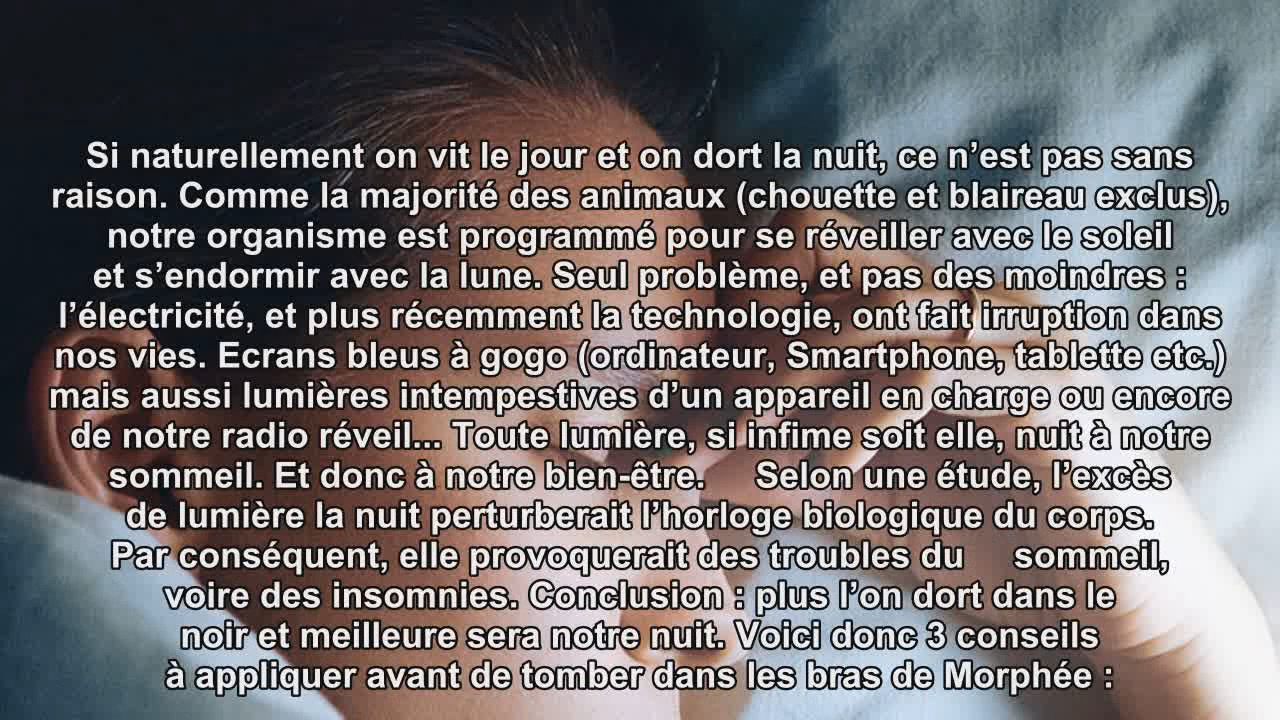 Si naturellement on vit le jour et on dort la nuit, ce n’est pas sans
raison. Comme la majorité des animaux (chouette et blaireau exclus),
notre organisme est programmé pour se réveiller avec le soleil
et s’endormir avec la lune. Seul problème, et pas des moindres :
l’électricité, et plus récemment la technologie, ont fait irruption dans
nos vies. Ecrans bleus à gogo (ordinateur, Smartphone, tablette etc.)
mais aussi lumières intempestives d’un appareil en charge ou encore
de notre radio réveil... Toute lumière, si infime soit elle, nuit à notre
sommeil. Et donc à notre bien-être. Selon une étude, l’excès
de lumière la nuit perturberait l’horloge biologique du corps.
Par conséquent, elle provoquerait des troubles du sommeil,
voire des insomnies. Conclusion : plus l’on dort dans le
noir et meilleure sera notre nuit. Voici donc 3 conseils
à appliquer avant de tomber dans les bras de Morphée :